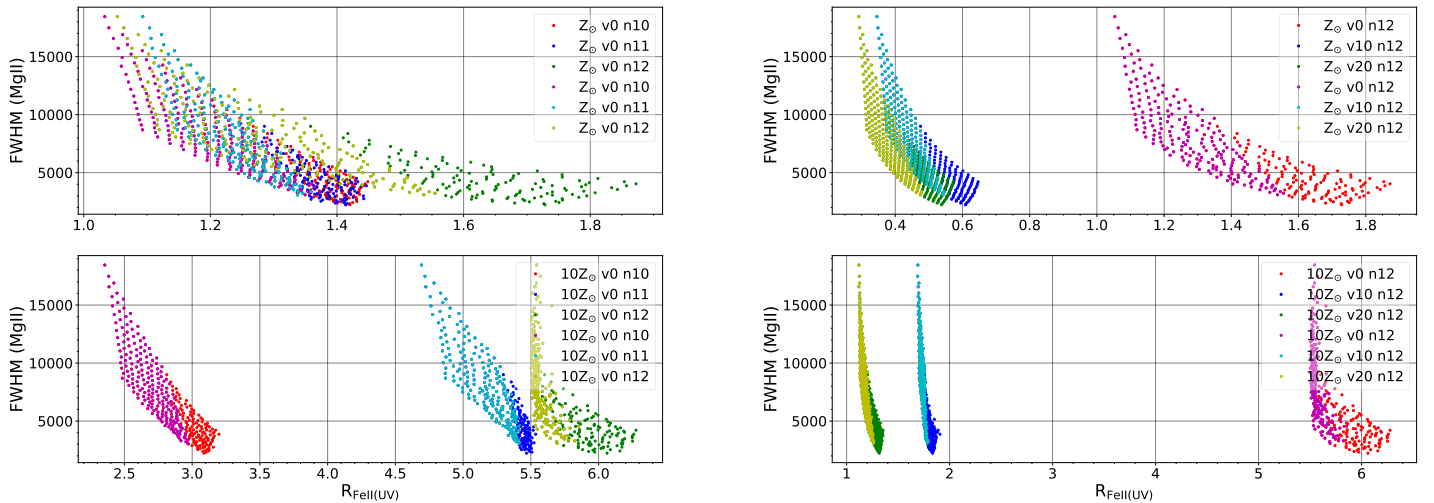 FWHM (MgII)
15000
10000
5000
1.0 1.2 1.4 1.6 1.8
Z⊙ v0 n10
Z⊙ v0 n11
Z⊙ v0 n12
Z⊙ v0 n10
Z⊙ v0 n11
Z⊙ v0 n12
FWHM (MgII)
15000
10000
5000
0.4 0.6 0.8 1.0 1.2 1.4 1.6 1.8
Z⊙ v0 n12
Z⊙ v10 n12
Z⊙ v20 n12
Z⊙ v0 n12
Z⊙ v10 n12
Z⊙ v20 n12
FWHM (MgII)
15000
10000
5000
2.5 3.0 3.5 4.0 4.5 5.0 5.5 6.0
R FeII(UV)
10Z⊙ v0 n10
10Z⊙ v0 n11
10Z⊙ v0 n12
10Z⊙ v0 n10
10Z⊙ v0 n11
10Z⊙ v0 n12
FWHM (MgII)
15000
10000
5000
1 2 3 4 5 6
R FeII(UV)
10Z⊙ v0 n12
10Z⊙ v10 n12
10Z⊙ v20 n12
10Z⊙ v0 n12
10Z⊙ v10 n12
10Z⊙ v20 n12